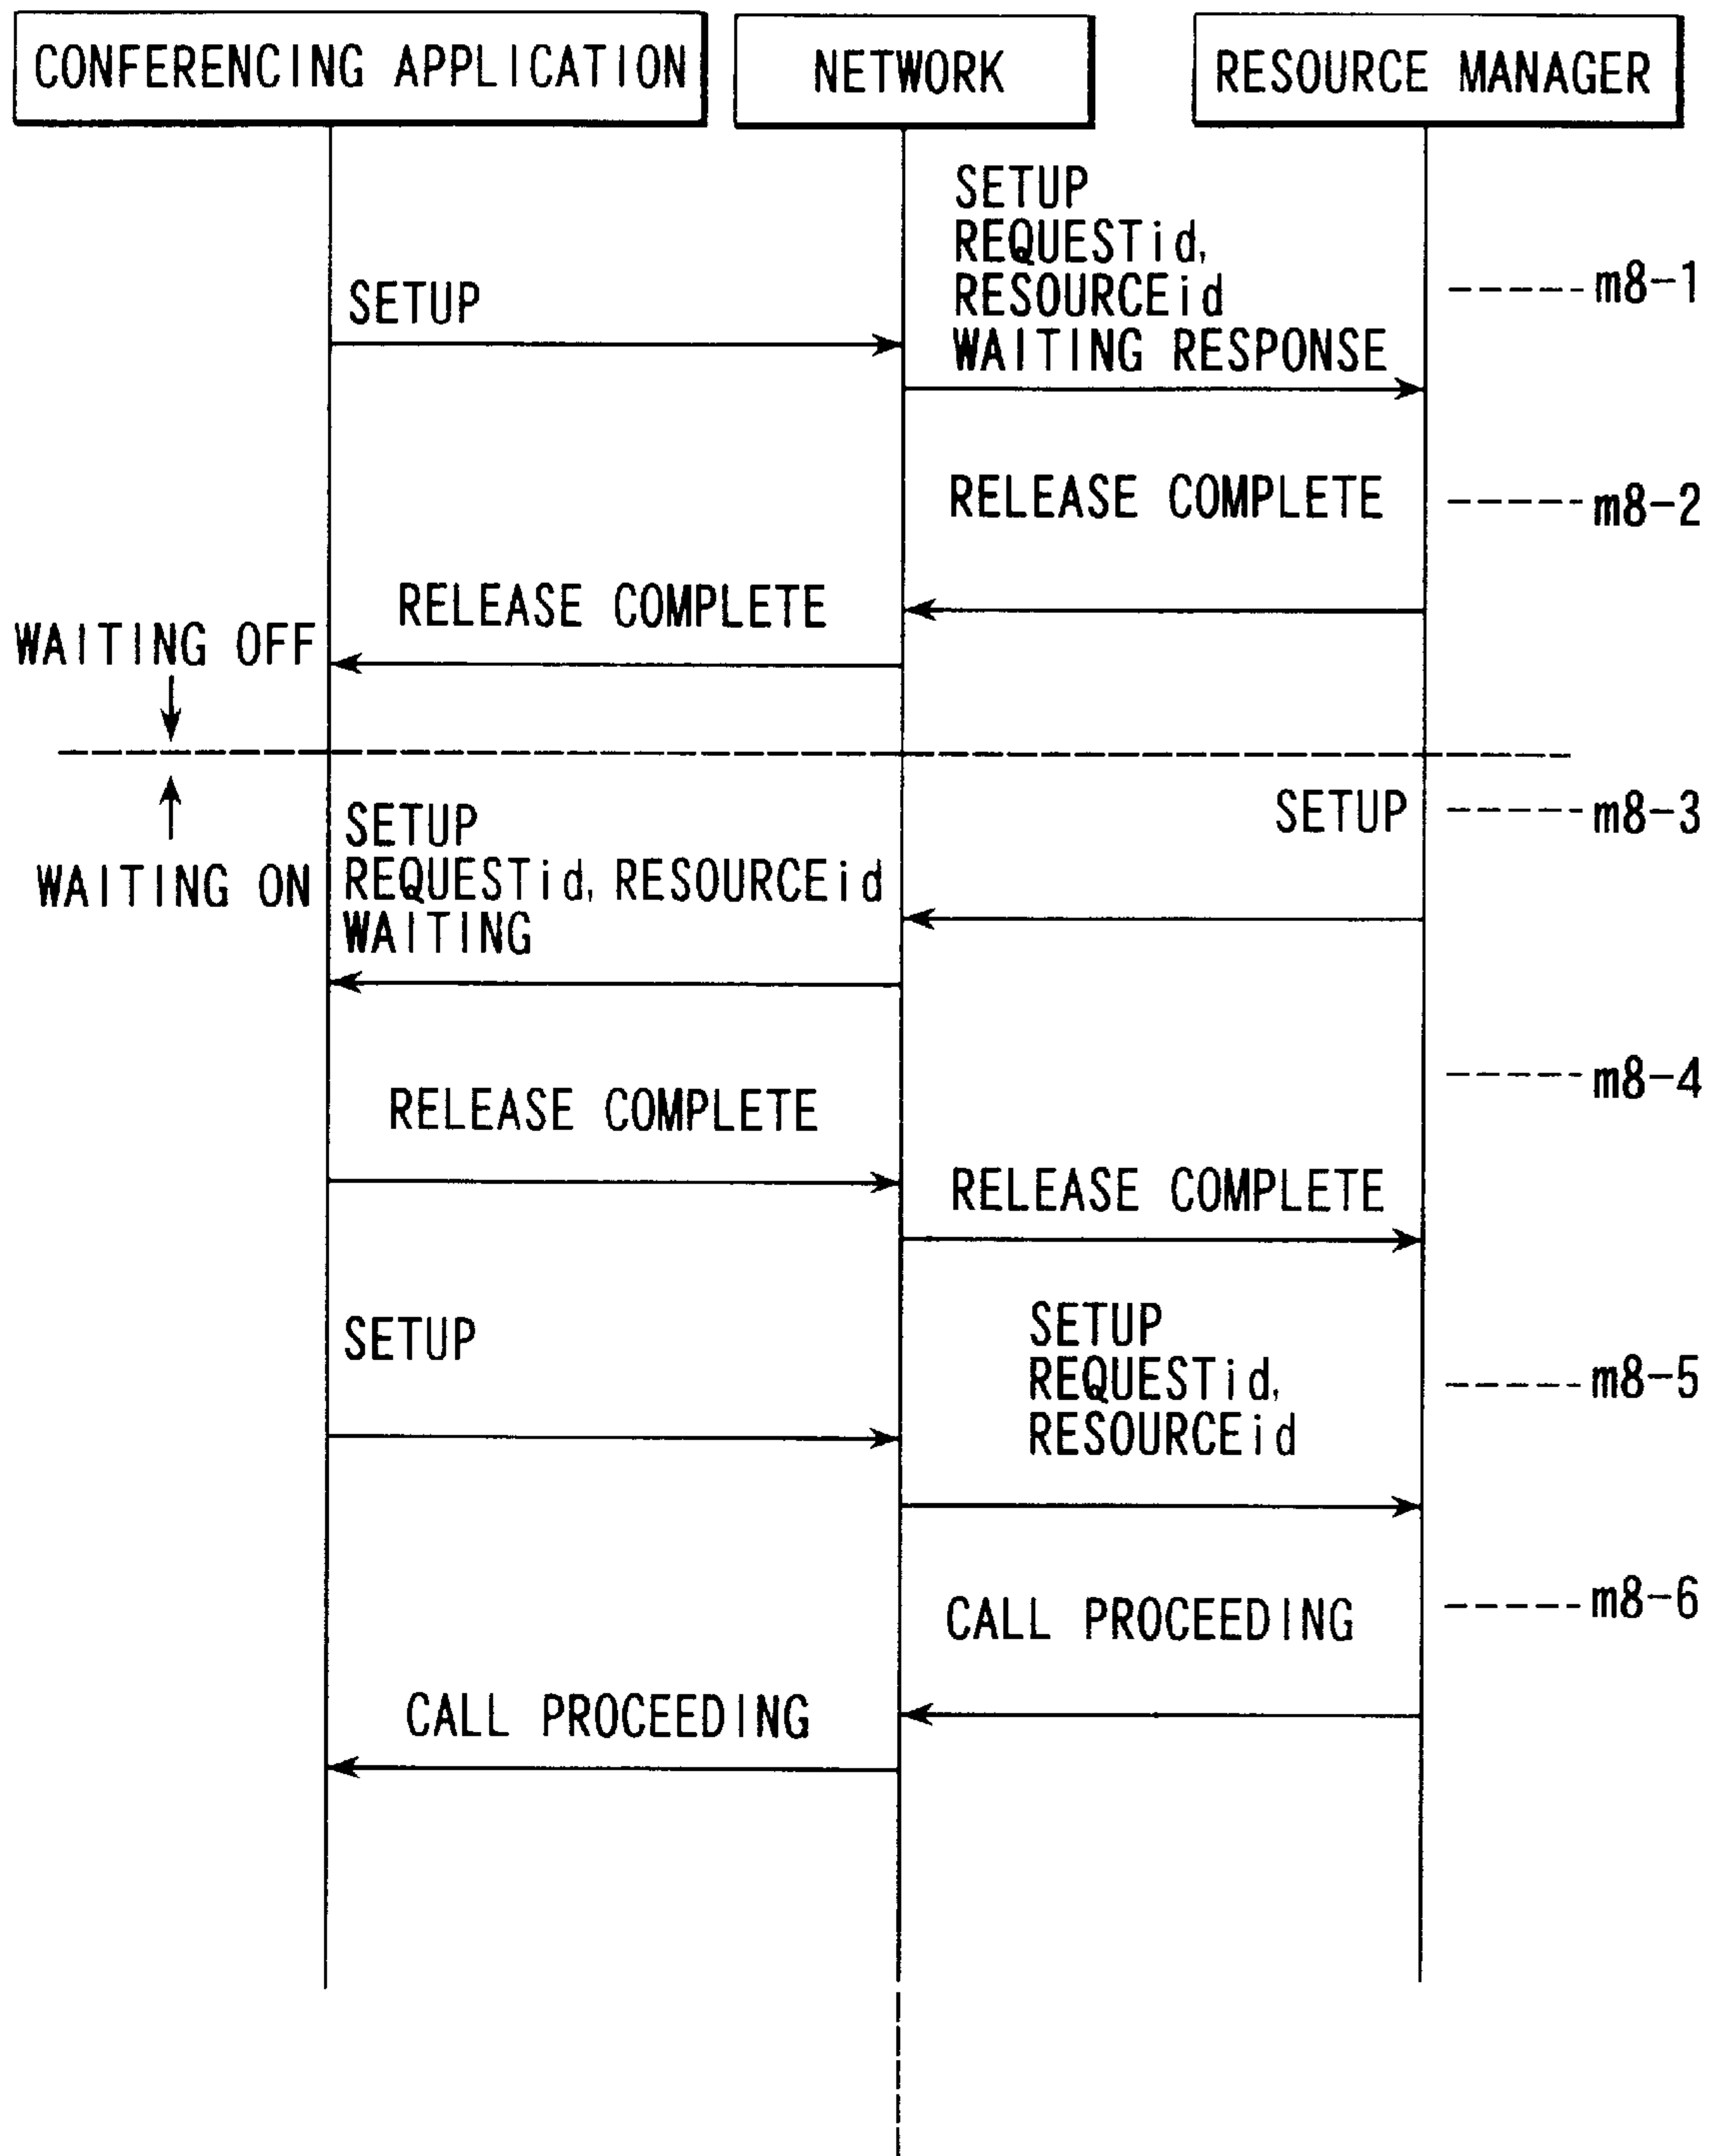 CONFERENCING APPLICATION
NETWORK
RESOURCE MANAGER
SETUP
REQUESTid,
RESOURCEid
WAITING RESPONSE
m8-1
SETUP
RELEASE COMPLETE
m8-2
RELEASE COMPLETE
WAITING OFF
SETUP
m8-3
WAITING ON
SETUP
REQUESTid, RESOURCEid
WAITING
m8-4
RELEASE COMPLETE
RELEASE COMPLETE
SETUP
SETUP
REQUESTid,
RESOURCEid
m8-5
CALL PROCEEDING
m8-6
CALL PROCEEDING